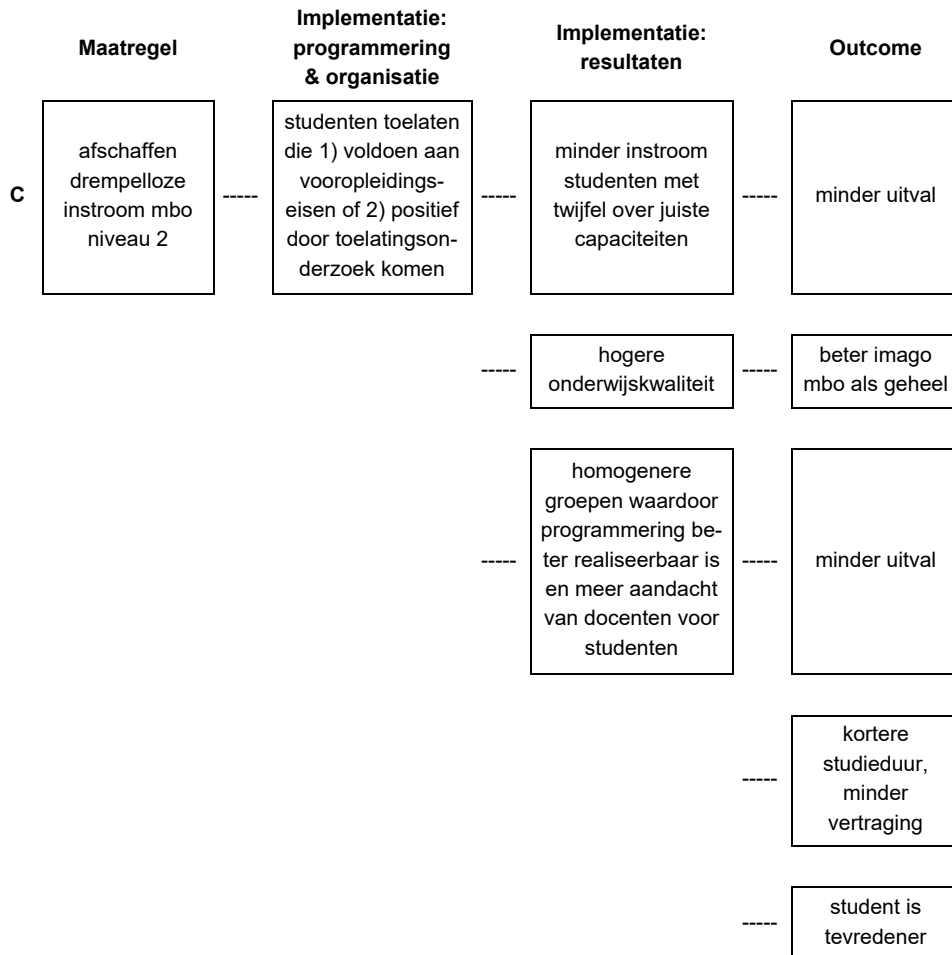 Maatregel
Implementatie:
programmering
& organisatie
Implementatie:
resultaten
Outcome
C
afschaffen
drempelloze
instroom mbo
niveau 2
-----
studenten toelaten
die 1) voldoen aan
vooropleidings-
eisen of 2) positief
door toelatingson-
derzoek komen
-----
minder instroom
studenten met
twijfel over juiste
capaciteiten
-----
minder uitval
-----
hogere
onderwijskwaliteit
-----
beter imago
mbo als geheel
-----
homogenere
groepen waardoor
programmering be-
ter realiseerbaar is
en meer aandacht
van docenten voor
studenten
-----
minder uitval
-----
kortere
studieduur,
minder
vertraging
-----
student is
tevredener